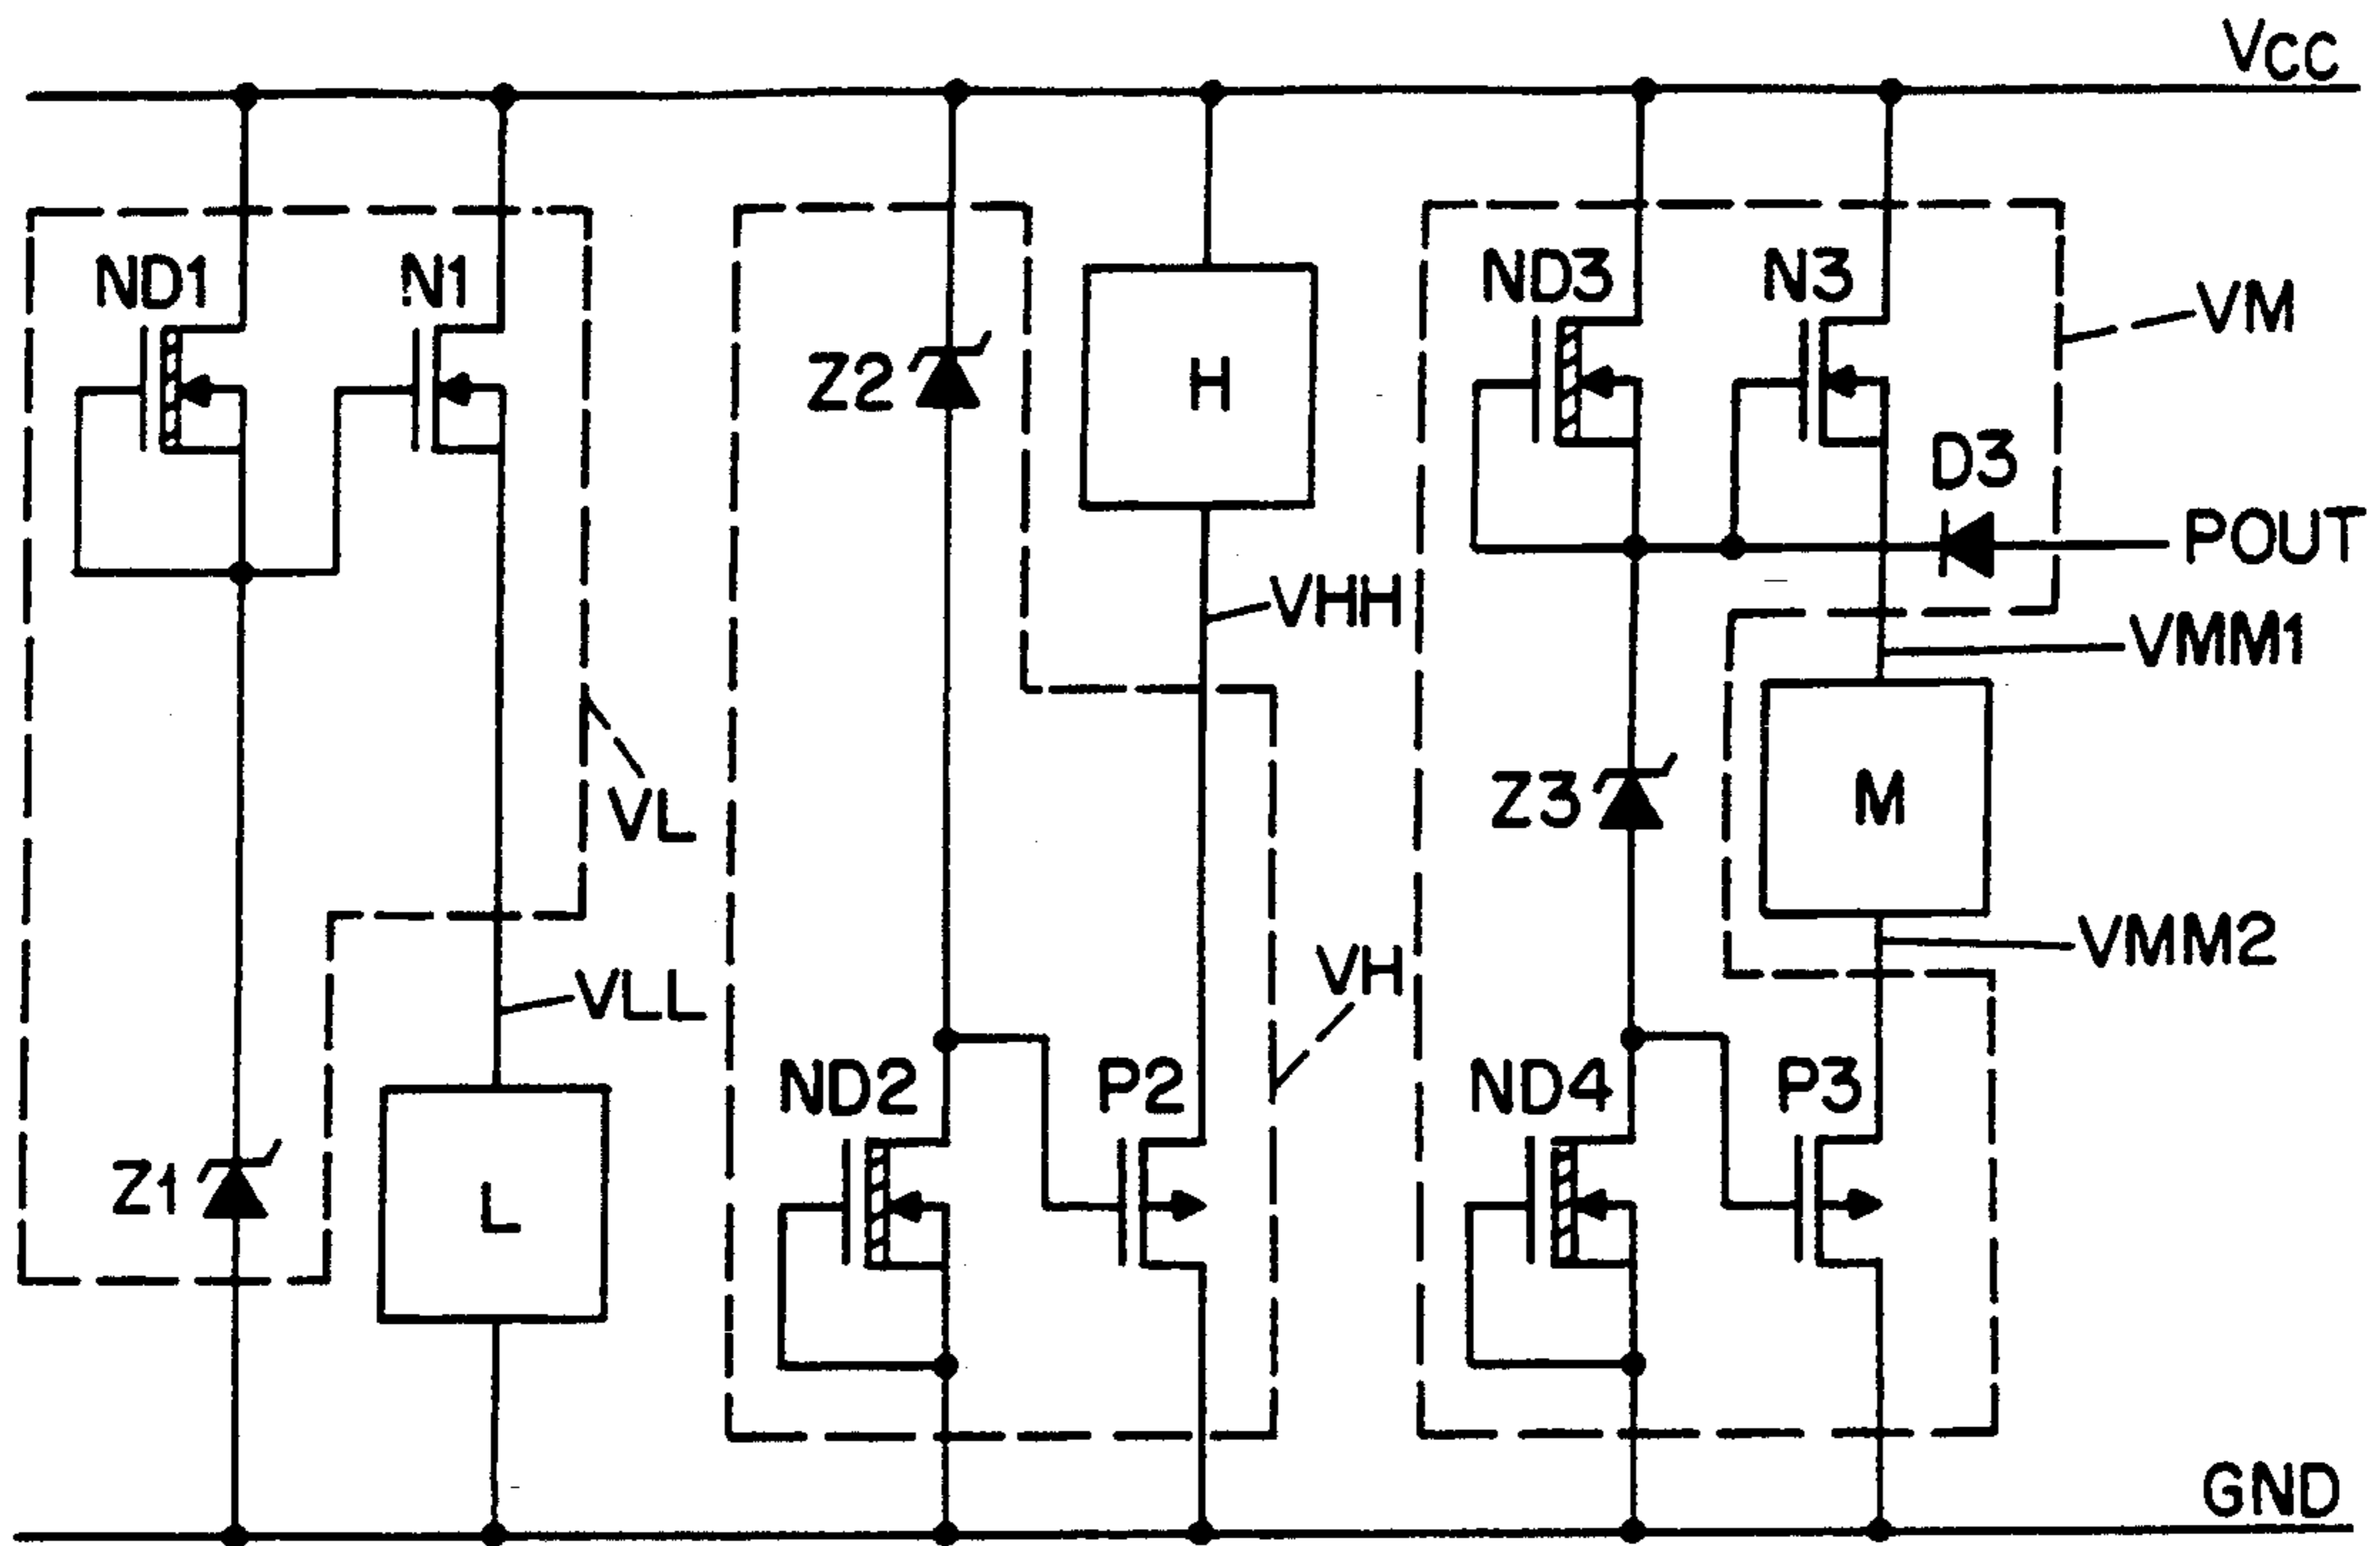 VCC
ND1
N1
ND3
N3
VM
Z2
H
D3
POUT
VHH
VMM1
Z3
M
VL
VMM2
VH
VLL
ND2
P2
ND4
P3
Z1
L
GND